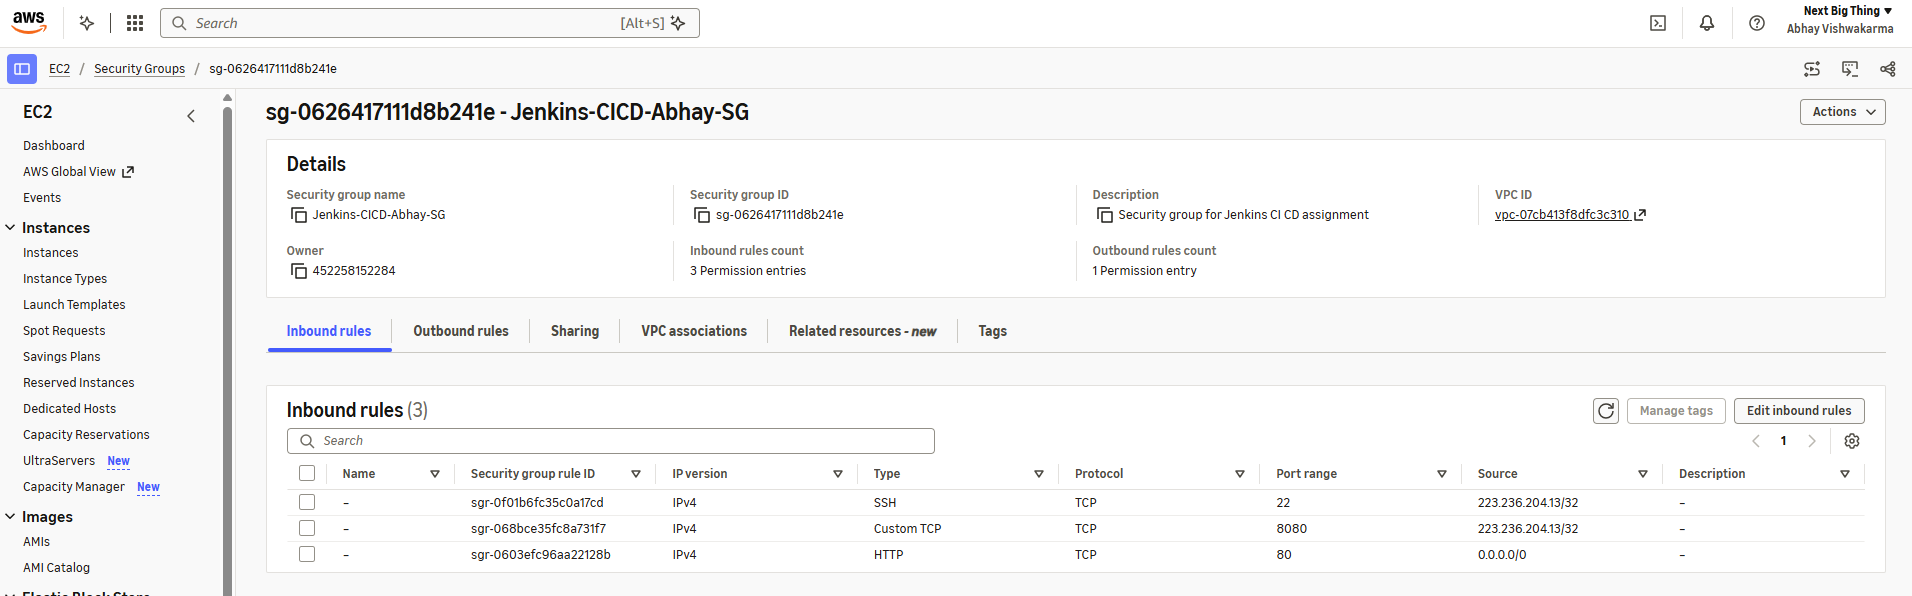 aws
Search [Alt+S]
Next Big Thing
Abhay Vishwakarma
EC2 / Security Groups / sg-0626417111d8b241e
EC2
Dashboard
AWS Global View
Events
Instances
Instances
Instance Types
Launch Templates
Spot Requests
Savings Plans
Reserved Instances
Dedicated Hosts
Capacity Reservations
UltraServers New
Capacity Manager New
Images
AMIs
AMI Catalog
Elastic Block Store
sg-0626417111d8b241e - Jenkins-CICD-Abhay-SG
Actions
Details
Security group name
Jenkins-CICD-Abhay-SG
Security group ID
sg-0626417111d8b241e
Description
Security group for Jenkins CI CD assignment
VPC ID
vpc-07cb413f8dfc3c310
Owner
452258152284
Inbound rules count
3 Permission entries
Outbound rules count
1 Permission entry
Inbound rules Outbound rules Sharing VPC associations Related resources - new Tags
Inbound rules (3)
Manage tags Edit inbound rules
Search
1
Name Security group rule ID IP version Type Protocol Port range Source Description
– sgr-0f01b6fc35c0a17cd IPv4 SSH TCP 22 223.236.204.13/32 –
– sgr-068bce35fc8a731f7 IPv4 Custom TCP TCP 8080 223.236.204.13/32 –
– sgr-0603efc96aa22128b IPv4 HTTP TCP 80 0.0.0.0/0 –